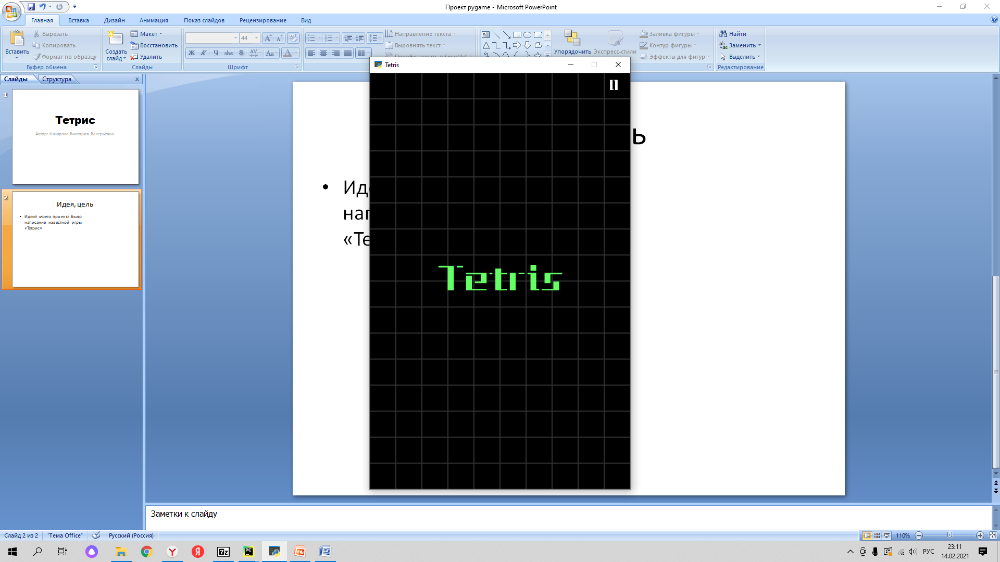 Проект pygame - Microsoft PowerPoint
Главная Вставка Дизайн Анимация Показ слайдов Рецензирование Вид
Вставить
Вырезать
Копировать
Формат по образцу
Буфер обмена
Создать слайд
Макет
Восстановить
Удалить
Слайды
44
Ж К Ч abc S AV Aa A
Шрифт
Направление текста
Выровнять текст
Преобразовать в SmartArt
Упорядочить
Экспресс-стили
Заливка фигуры
Контур фигуры
Эффекты для фигур
Найти
Заменить
Выделить
Редактирование
Слайды Структура x
1
Тетрис
Автор: Назарова Виктория Валерьевна
2
Идея, цель
• Идеей моего проекта было
написание известной игры
«Тетрис»
Tetris
Tetris
ь
• Ид
«Те
Заметки к слайду
Слайд 2 из 2 "Тема Office" Русский (Россия) 110%
РУС 23:11
14.02.2021